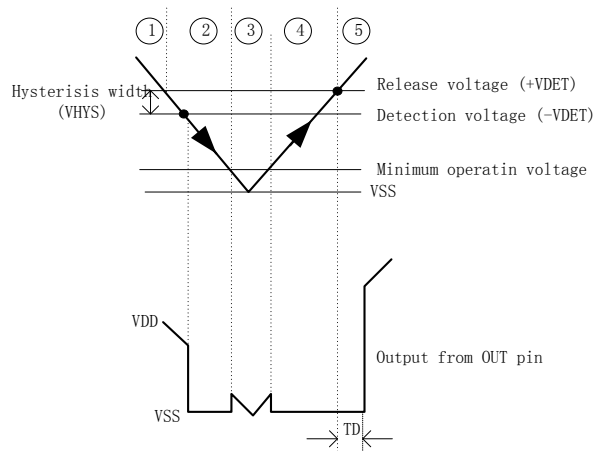 1 2 3 4 5
Hysterisis width
(VHYS)
Release voltage (+VDET)
Detection voltage (-VDET)
Minimum operatin voltage
VSS
VDD
Output from OUT pin
VSS
TD